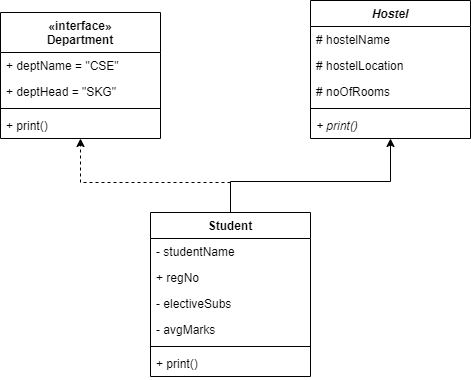 «interface»
Department
+ deptName = "CSE"
+ deptHead = "SKG"
+ print()
Hostel
# hostelName
# hostelLocation
# noOfRooms
+ print()
Student
- studentName
+ regNo
- electiveSubs
- avgMarks
+ print()